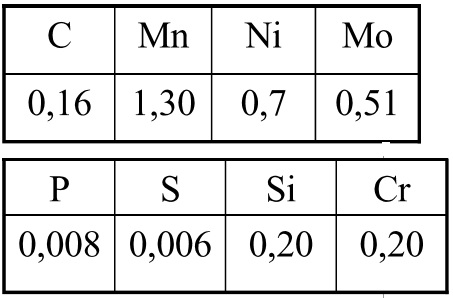 C Mn Ni Mo
0,16 1,30 0,7 0,51
P S Si Cr
0,008 0,006 0,20 0,20